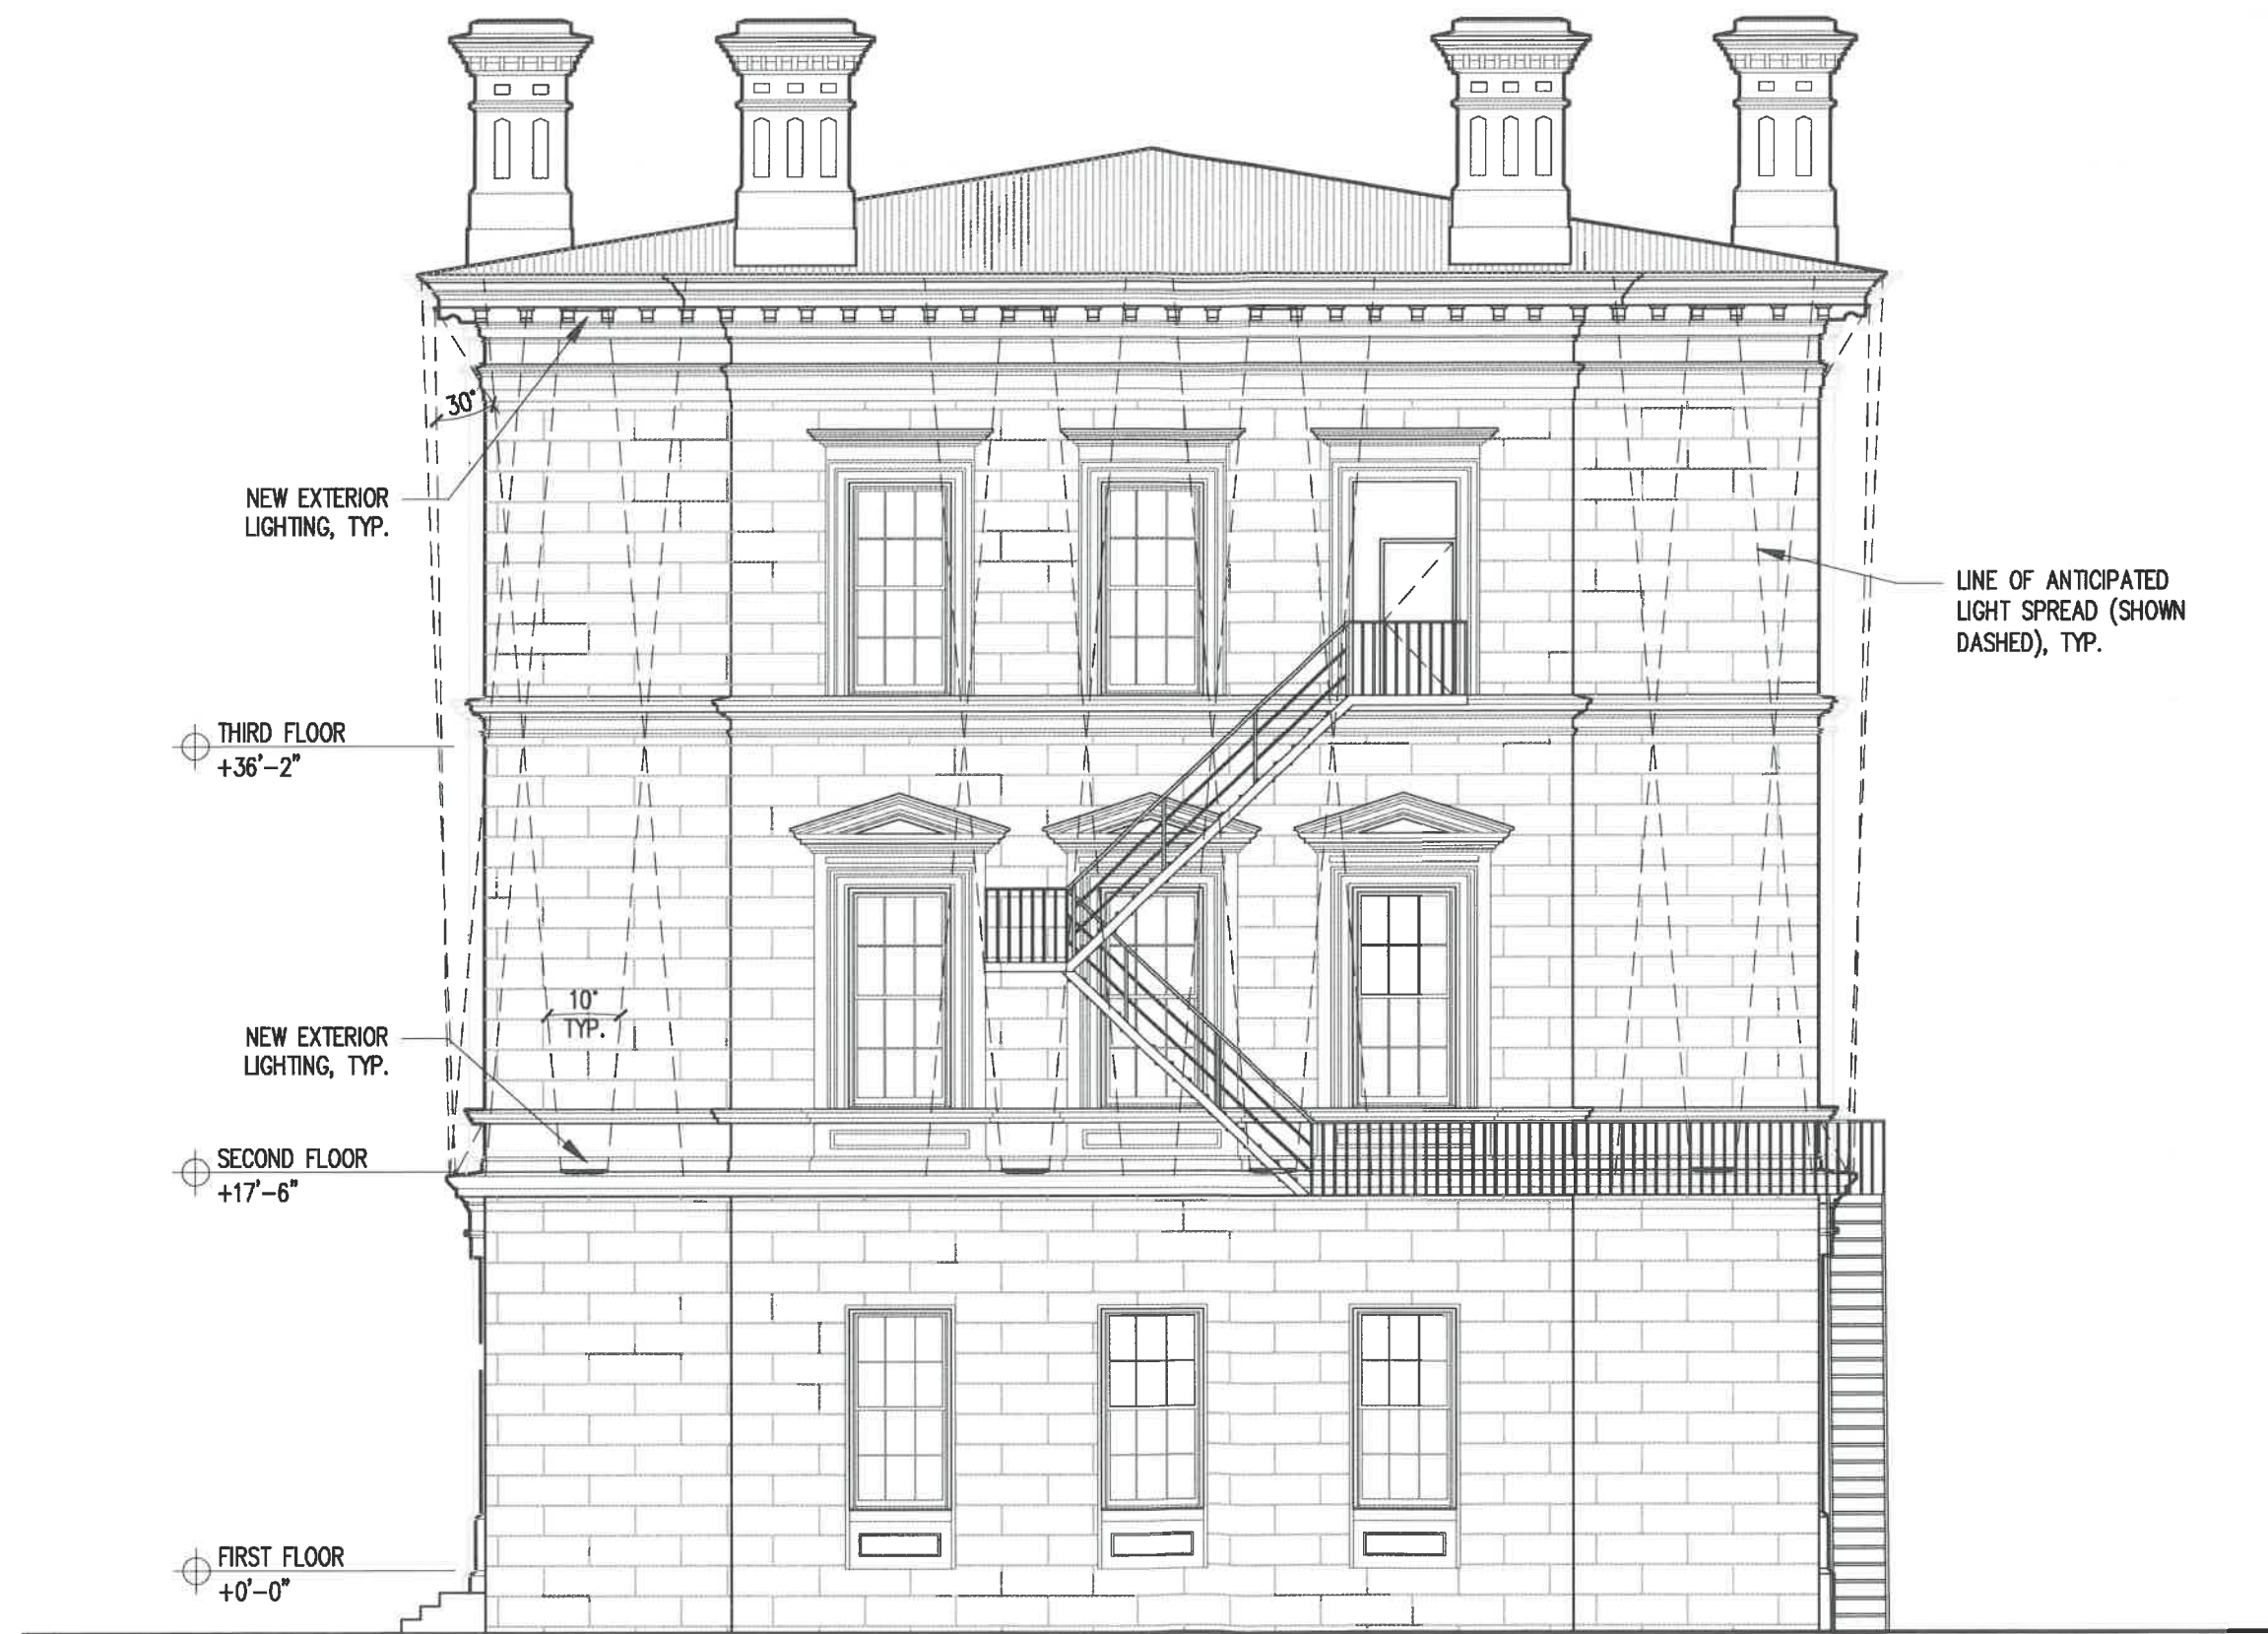 30°
NEW EXTERIOR
LIGHTING, TYP.
LINE OF ANTICIPATED
LIGHT SPREAD (SHOWN
DASHED), TYP.
THIRD FLOOR
+36'-2"
10°
TYP.
NEW EXTERIOR
LIGHTING, TYP.
SECOND FLOOR
+17'-6"
FIRST FLOOR
+0'-0"